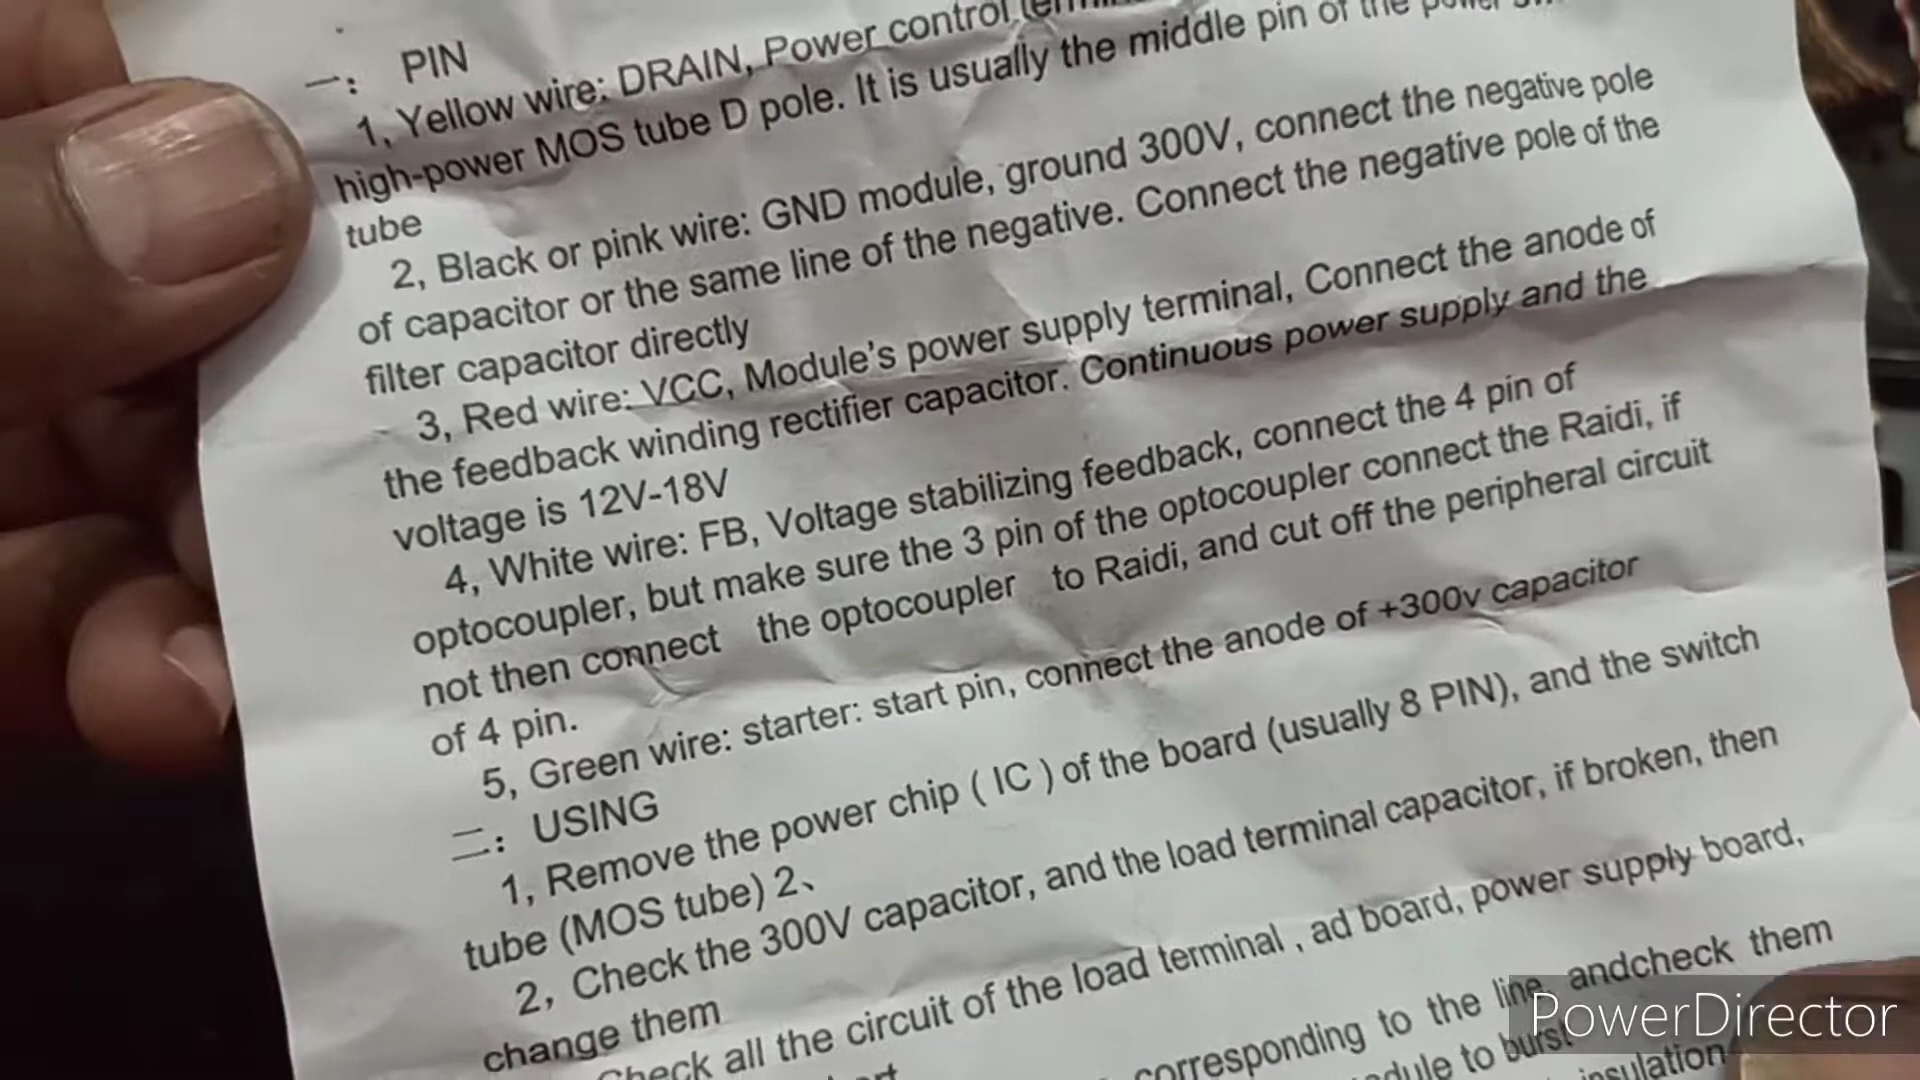 一： PIN
1, Yellow wire: DRAIN, Power control
high-power MOS tube D pole. It is usually the middle pin of the power
tube
2, Black or pink wire: GND module, ground 300V, connect the negative pole
of capacitor or the same line of the negative. Connect the negative pole of the
filter capacitor directly
3, Red wire: VCC, Module's power supply terminal, Connect the anode of
the feedback winding rectifier capacitor. Continuous power supply and the
voltage is 12V-18V
4, White wire: FB, Voltage stabilizing feedback, connect the 4 pin of
optocoupler, but make sure the 3 pin of the optocoupler connect the Raidi, if
not then connect the optocoupler to Raidi, and cut off the peripheral circuit
of 4 pin.
5, Green wire: starter: start pin, connect the anode of +300v capacitor
二： USING
1, Remove the power chip ( IC ) of the board (usually 8 PIN), and the switch
tube (MOS tube) 2、
2, Check the 300V capacitor, and the load terminal capacitor, if broken, then
change them
Check all the circuit of the load terminal , ad board, power supply board,
corresponding to the line, andcheck them
to burst
insulation
PowerDirector